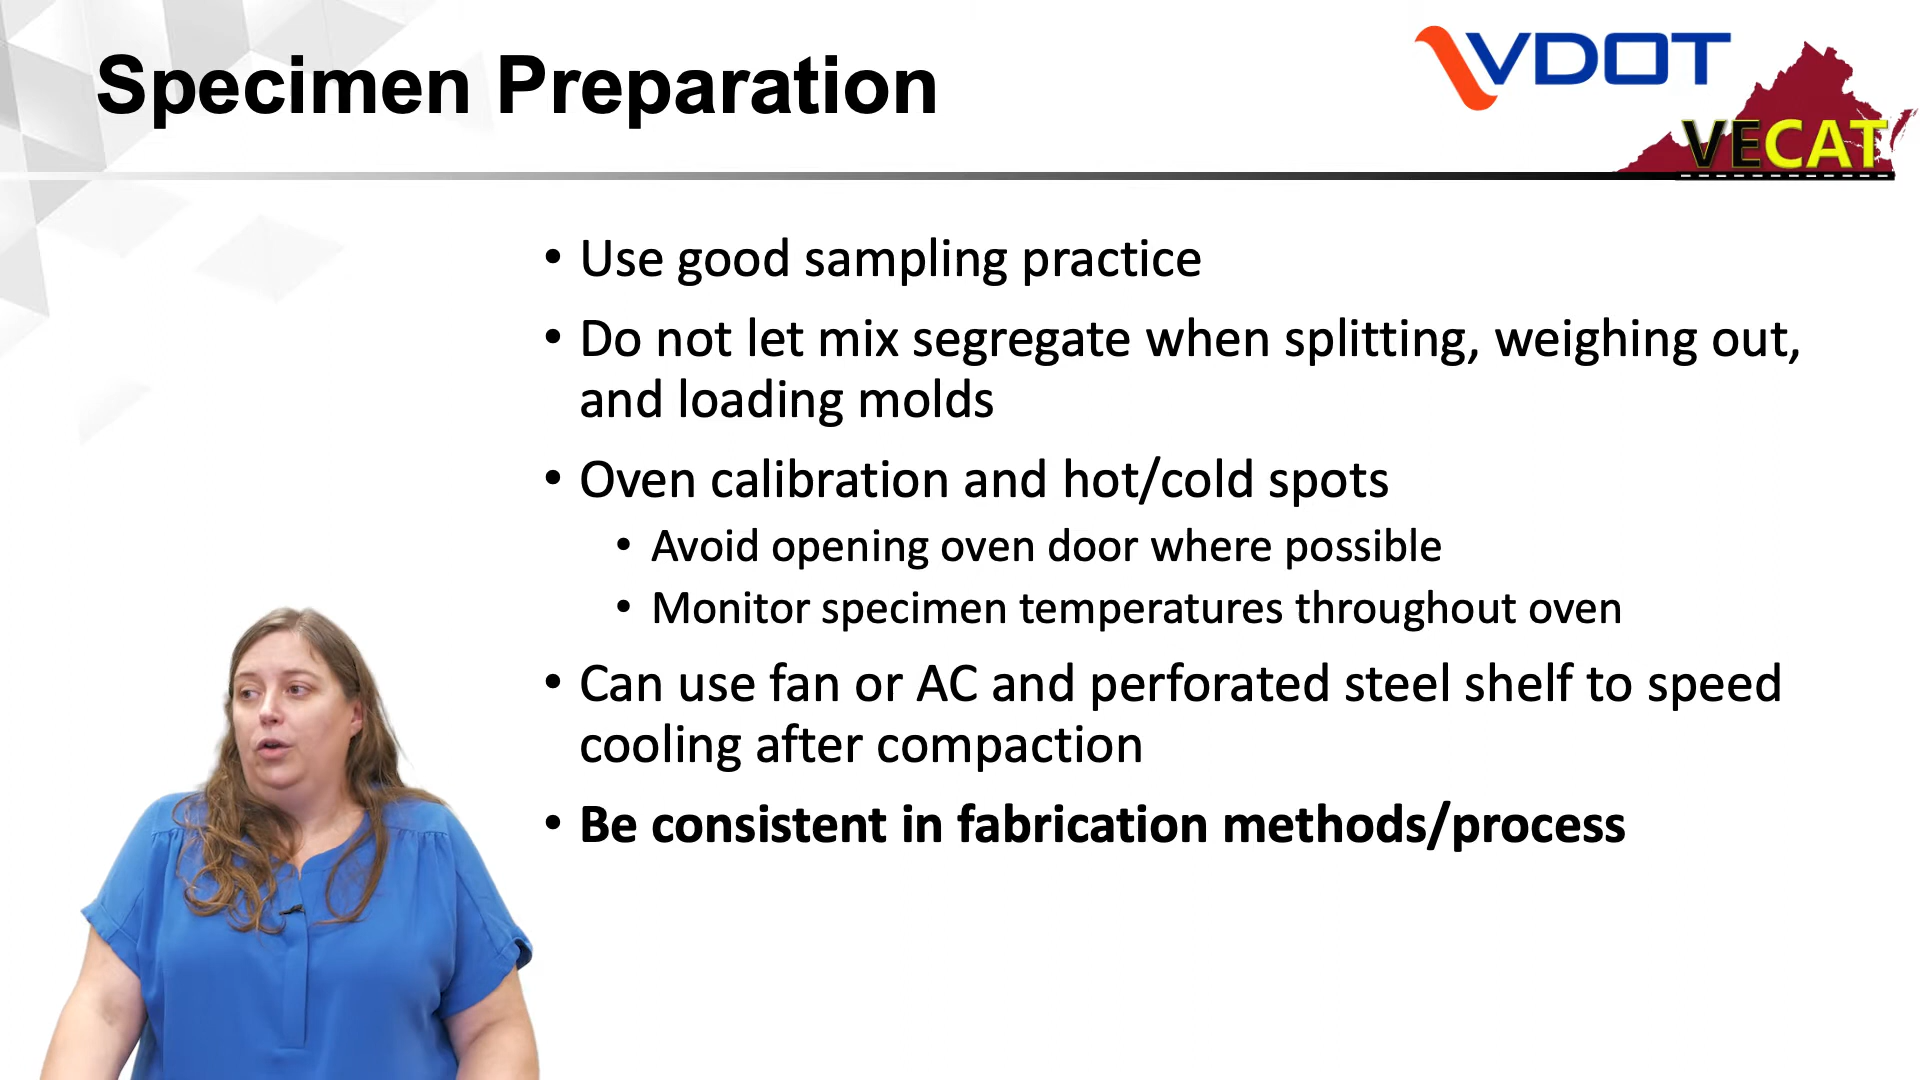 Specimen Preparation
VDOT
VECAT
• Use good sampling practice
• Do not let mix segregate when splitting, weighing out,
and loading molds
• Oven calibration and hot/cold spots
• Avoid opening oven door where possible
• Monitor specimen temperatures throughout oven
• Can use fan or AC and perforated steel shelf to speed
cooling after compaction
• Be consistent in fabrication methods/process